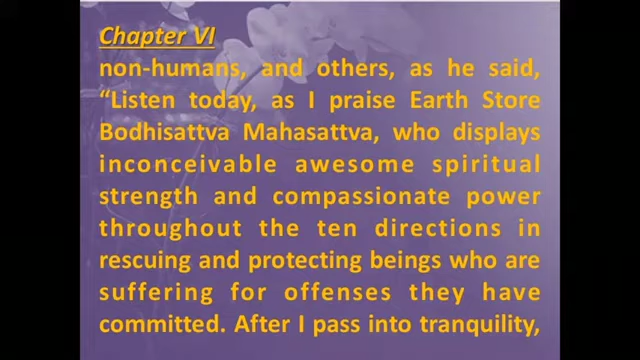 Chapter VI
non-humans, and others, as he said,
“Listen today, as I praise Earth Store
Bodhisattva Mahasattva, who displays
inconceivable awesome spiritual
strength and compassionate power
throughout the ten directions in
rescuing and protecting beings who are
suffering for offenses they have
committed. After I pass into tranquility,